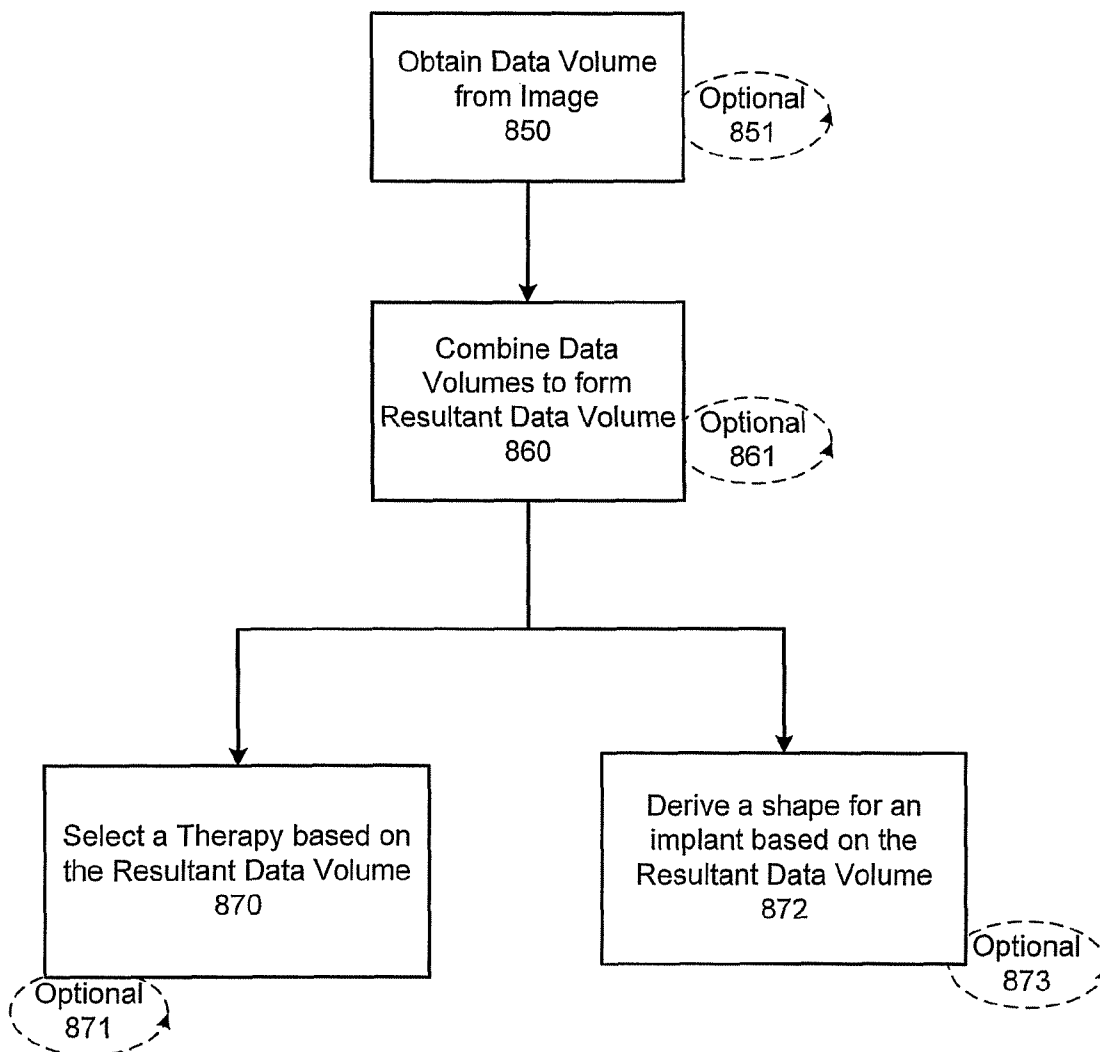 Obtain Data Volume
from Image
850
Optional
851
Combine Data
Volumes to form
Resultant Data Volume
860
Optional
861
Select a Therapy based on
the Resultant Data Volume
870
Optional
871
Derive a shape for an
implant based on the
Resultant Data Volume
872
Optional
873